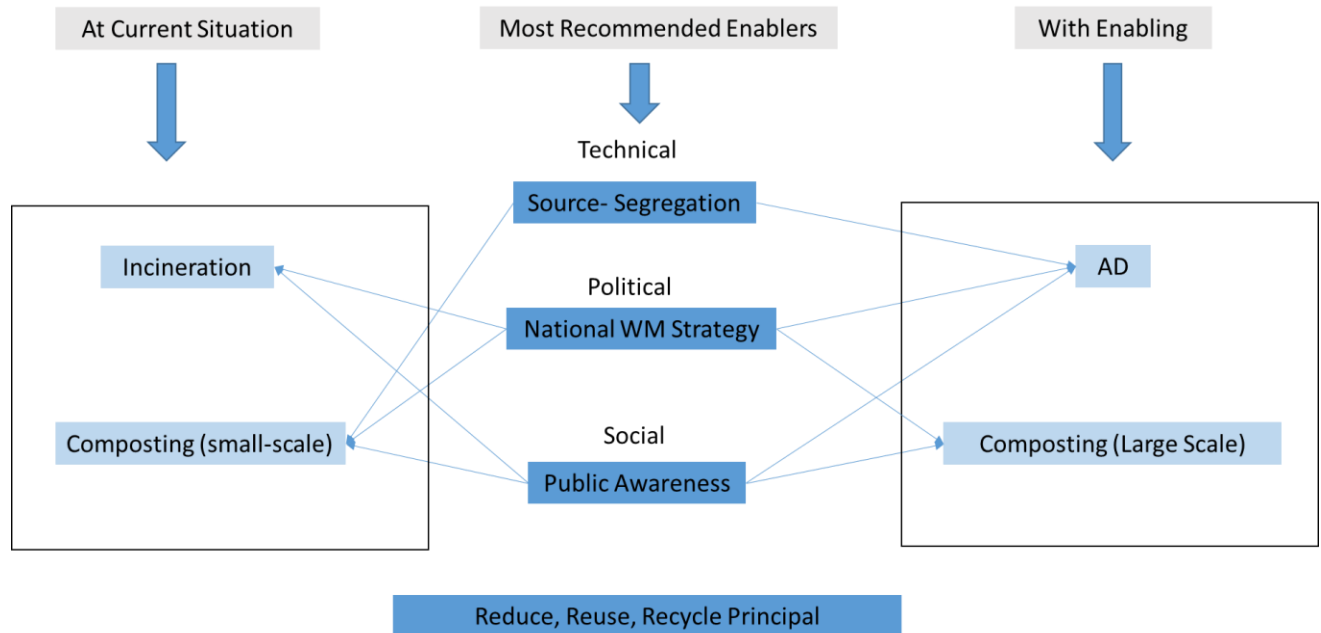 At Current Situation
Most Recommended Enablers
With Enabling
Technical
Source- Segregation
Incineration
AD
Political
National WM Strategy
Social
Composting (small-scale)
Composting (Large Scale)
Public Awareness
Reduce, Reuse, Recycle Principal